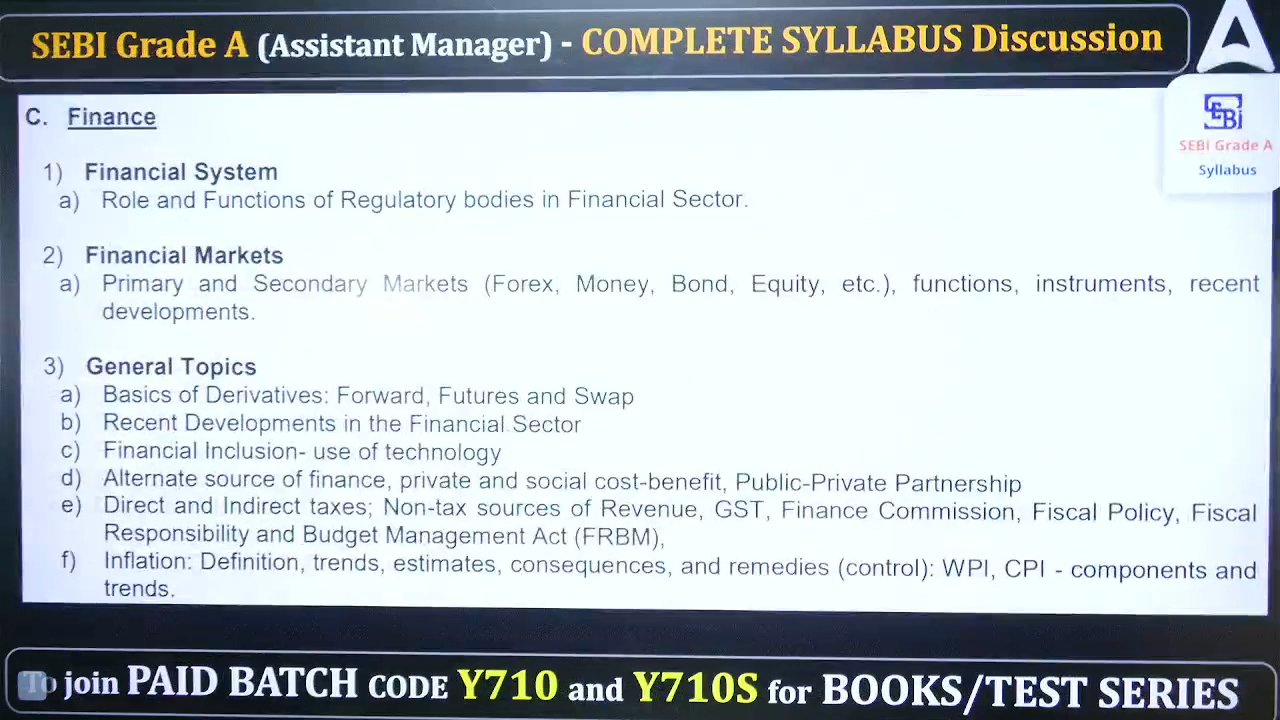 SEBI Grade A (Assistant Manager) - COMPLETE SYLLABUS Discussion
SEBI
SEBI Grade A
Syllabus
C. Finance
1) Financial System
a) Role and Functions of Regulatory bodies in Financial Sector.
2) Financial Markets
a) Primary and Secondary Markets (Forex, Money, Bond, Equity, etc.), functions, instruments, recent
developments.
3) General Topics
a) Basics of Derivatives: Forward, Futures and Swap
b) Recent Developments in the Financial Sector
c) Financial Inclusion- use of technology
d) Alternate source of finance, private and social cost-benefit, Public-Private Partnership
e) Direct and Indirect taxes; Non-tax sources of Revenue, GST, Finance Commission, Fiscal Policy, Fiscal
Responsibility and Budget Management Act (FRBM),
f) Inflation: Definition, trends, estimates, consequences, and remedies (control): WPI, CPI - components and
trends.
To join PAID BATCH CODE Y710 and Y710S for BOOKS/TEST SERIES